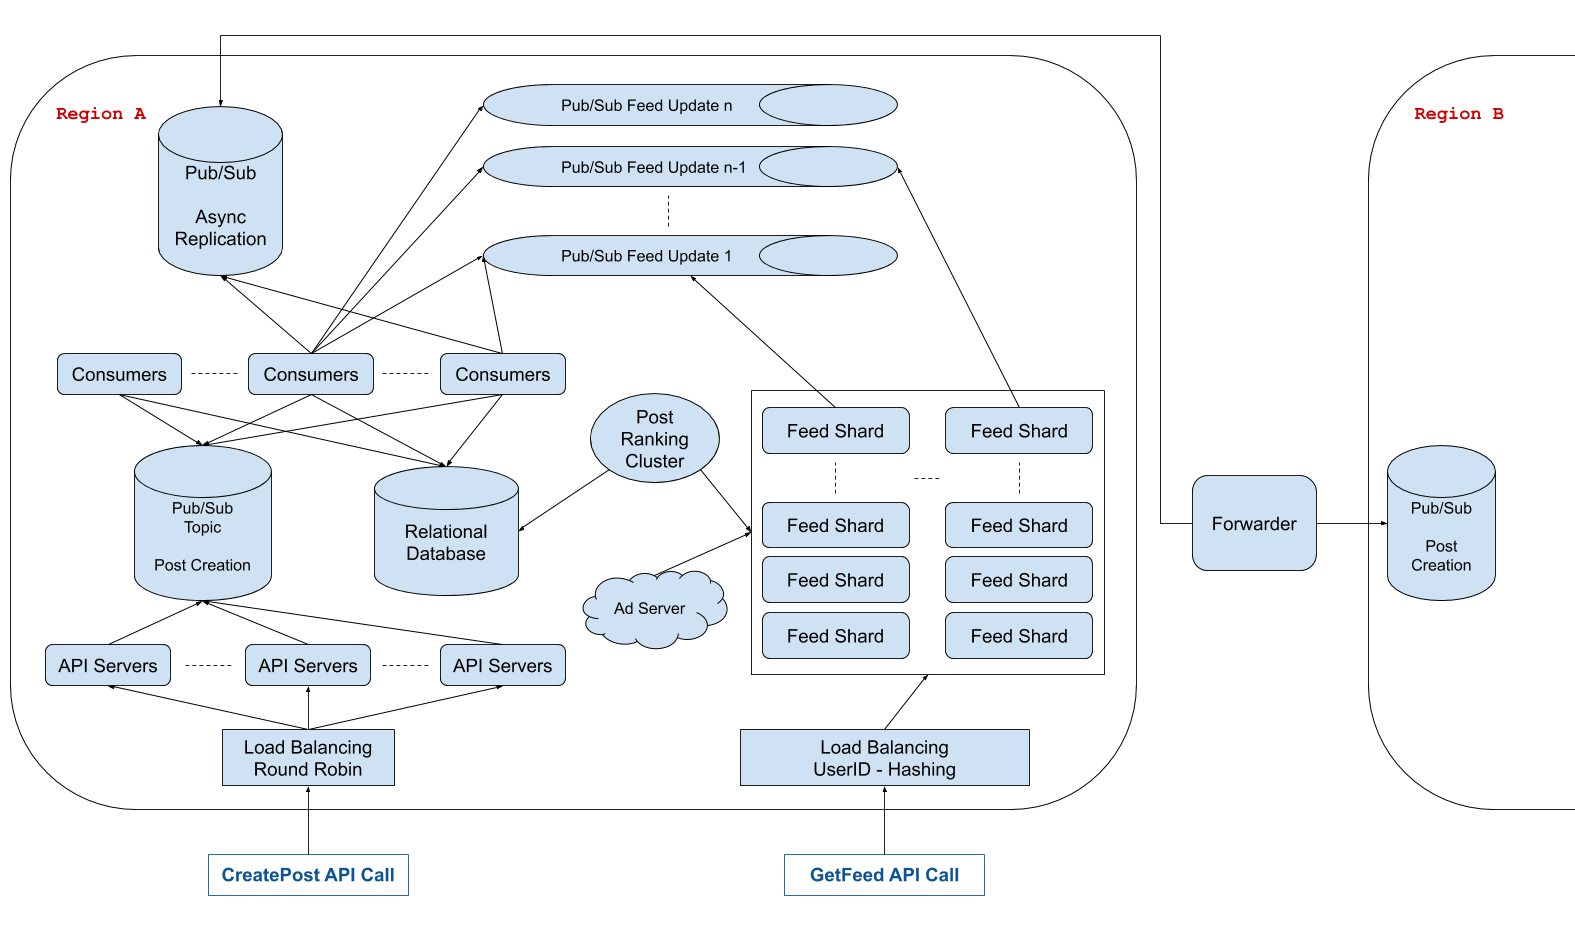 Region A
Pub/Sub
Async
Replication
Pub/Sub Feed Update n
Pub/Sub Feed Update n-1
Pub/Sub Feed Update 1
Region B
Consumers
Consumers
Consumers
Post
Ranking
Cluster
Feed Shard
Feed Shard
Feed Shard
Feed Shard
Feed Shard
Feed Shard
Feed Shard
Feed Shard
Pub/Sub
Topic
Post Creation
Relational
Database
Ad Server
Forwarder
Pub/Sub
Post
Creation
API Servers
API Servers
API Servers
Load Balancing
Round Robin
Load Balancing
UserID - Hashing
CreatePost API Call
GetFeed API Call